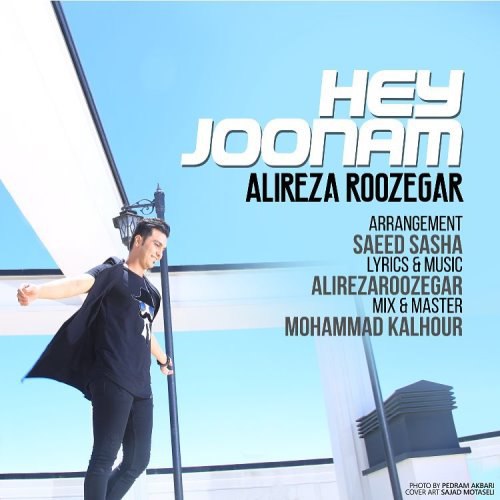 HEY
JOONAM
ALIREZA ROOZEGAR
ARRANGEMENT
SAEED SASHA
LYRICS & MUSIC
ALIREZAROOZEGAR
MIX & MASTER
MOHAMMAD KALHOUR
PHOTO BY PEDRAM AKBARI
COVER ART SAJAD MOTASELI